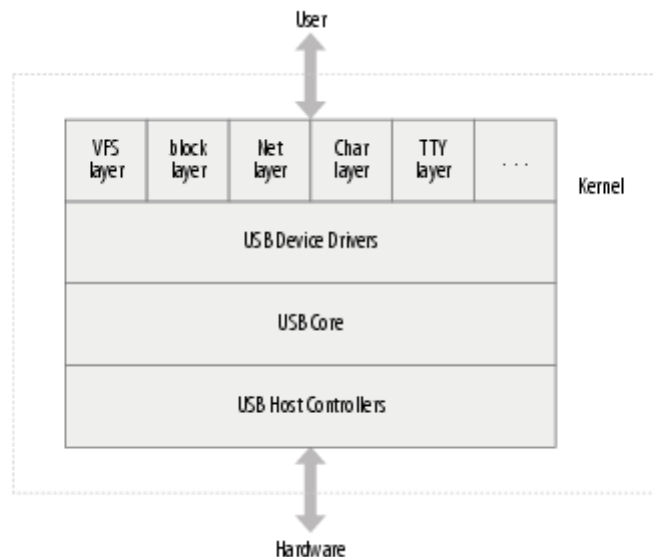 User
VFS layer
block layer
Net layer
Char layer
TTY layer
. . .
Kernel
USB Device Drivers
USB Core
USB Host Controllers
Hardware